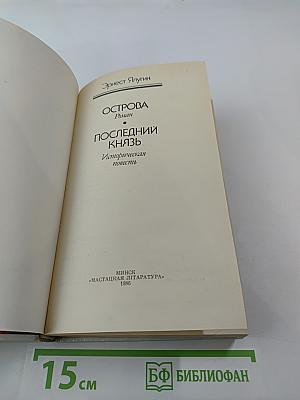 Эрнест Ялугин
ОСТРОВА
Роман
ПОСЛЕДНИЙ
КНЯЗЬ
Историческая
повесть
МИНСК
«МАСТАЦКАЯ ЛІТАРАТУРА»
1986
15 см
БФ БИБЛИОФАН